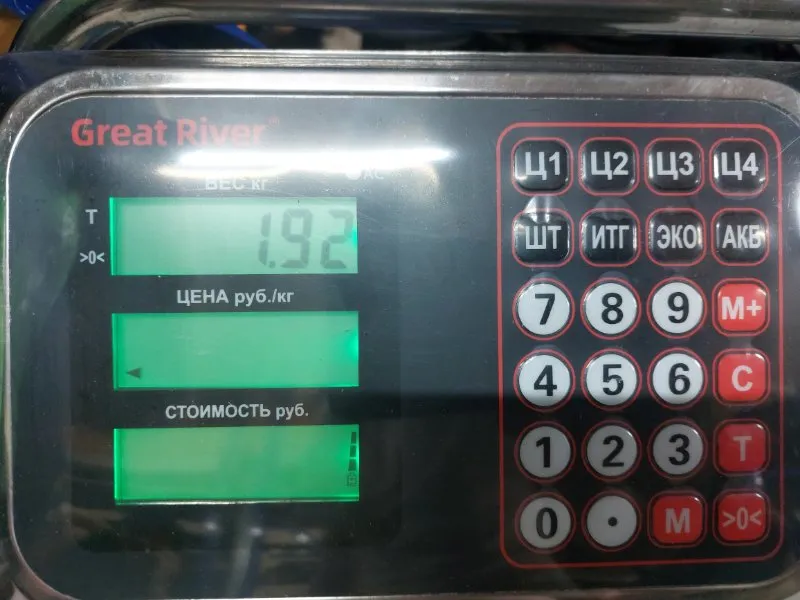 Great River
ВЕС кг
АС
Т
1.92
>0<
ЦЕНА руб./кг
СТОИМОСТЬ руб.
Ц1 Ц2 Ц3 Ц4
ШТ ИТГ ЭКО АКБ
7 8 9 М+
4 5 6 С
1 2 3 Т
0 • М >0<